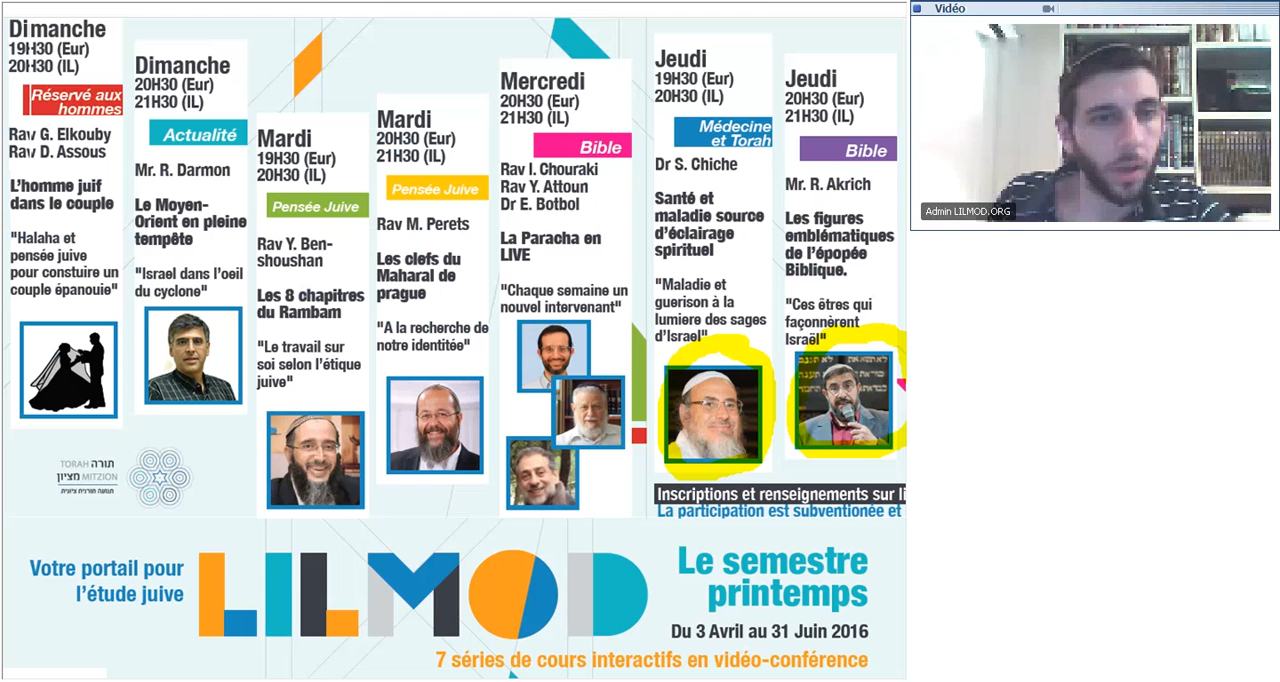 Dimanche
19H30 (Eur)
20H30 (IL)
Réservé aux
hommes
Rav G. Elkouby
Rav D. Assous
L'homme juif
dans le couple
"Halaha et
pensée juive
pour constuire un
couple épanouie"
Dimanche
20H30 (Eur)
21H30 (IL)
Actualité
Mr. R. Darmon
Le Moyen-
Orient en pleine
tempête
"Israel dans l'oeil
du cyclone"
Mardi
19H30 (Eur)
20H30 (IL)
Pensée Juive
Rav Y. Ben-
shoushan
Les 8 chapitres
du Rambam
"Le travail sur
soi selon l'étique
juive"
Mardi
20H30 (Eur)
21H30 (IL)
Pensée Juive
Rav M. Perets
Les clefs du
Maharal de
prague
"A la recherche de
notre identitée"
Mercredi
20H30 (Eur)
21H30 (IL)
Bible
Rav I. Chouraki
Rav Y. Attoun
Dr E. Botbol
La Paracha en
LIVE
"Chaque semaine un
nouvel intervenant"
Jeudi
19H30 (Eur)
20H30 (IL)
Médecine
et Torah
Dr S. Chiche
Santé et
maladie source
d'éclairage
spirituel
"Maladie et
guerison à la
lumiere des sages
d'Israel"
Jeudi
20H30 (Eur)
21H30 (IL)
Bible
Mr. R. Akrich
Les figures
emblématiques
de l'épopée
Biblique.
"Ces êtres qui
façonnèrent
Israël"
TORAH תורה
MITZION מציון
תנועה תורנית ציונית
Inscriptions et renseignements sur li
La participation est subventionée et
Votre portail pour
l'étude juive
LILMOD
Le semestre
printemps
Du 3 Avril au 31 Juin 2016
7 séries de cours interactifs en vidéo-conférence
Vidéo
Admin LILMOD.ORG